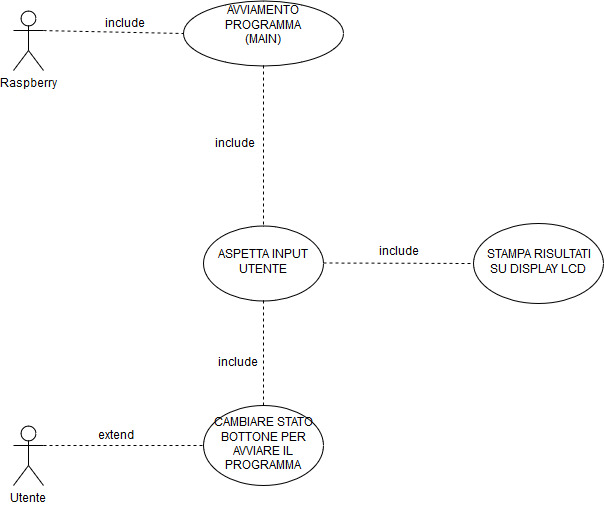 include
AVVIAMENTO
PROGRAMMA
(MAIN)
Raspberry
include
ASPETTA INPUT
UTENTE
include
STAMPA RISULTATI
SU DISPLAY LCD
include
CAMBIARE STATO
BOTTONE PER
AVVIARE IL
PROGRAMMA
extend
Utente